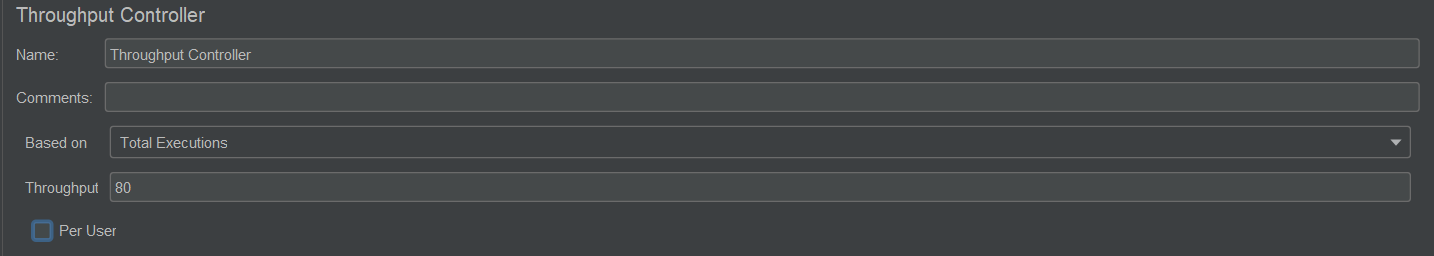 Throughput Controller
Name: Throughput Controller
Comments:
Based on Total Executions
Throughput 80
Per User